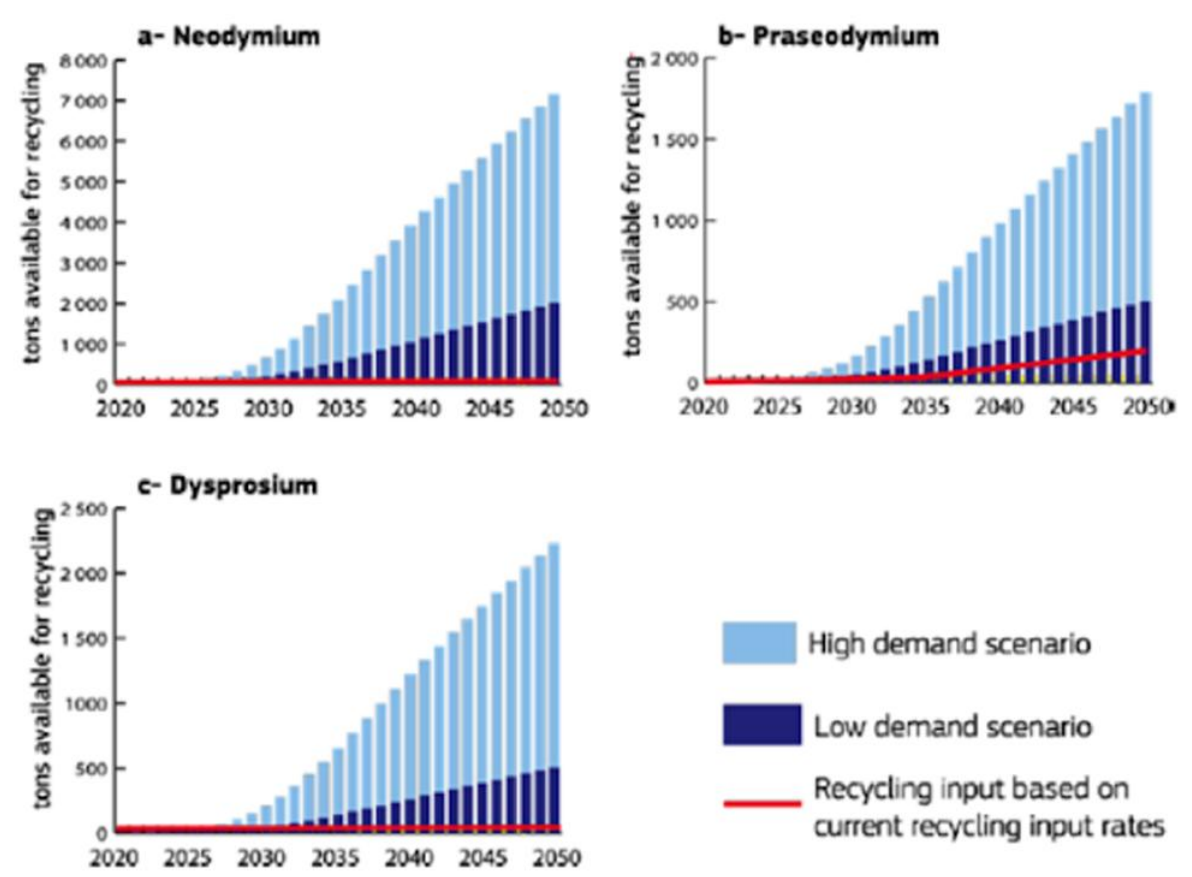 a- Neodymium
tons available for recycling
8 000
7 000
6 000
5 000
4 000
3 000
2 000
1 000
0
2020 2025 2030 2035 2040 2045 2050
b- Praseodymium
tons available for recycling
2 000
1 500
1 000
500
0
2020 2025 2030 2035 2040 2045 2050
c- Dysprosium
tons available for recycling
2 500
2 000
1 500
1000
500
0
2020 2025 2030 2035 2040 2045 2050
High demand scenario
Low demand scenario
Recycling input based on
current recycling input rates